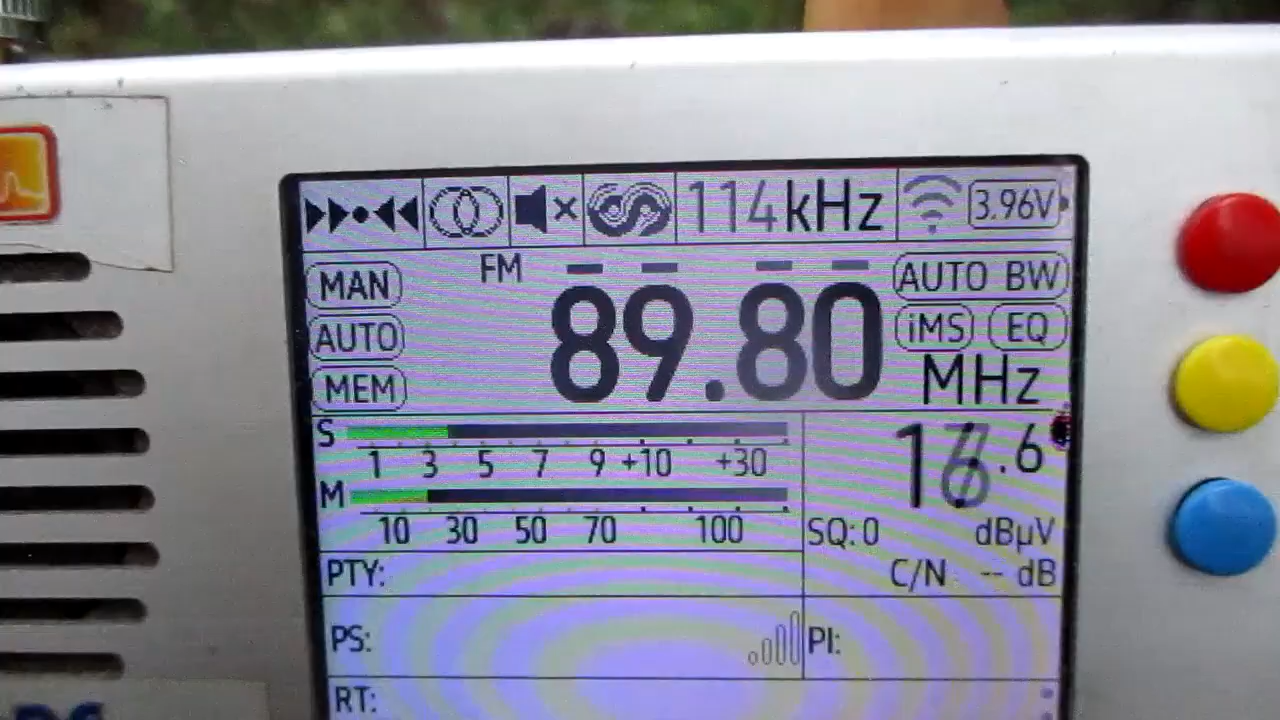 114kHz 3.96V
FM
MAN AUTO BW
89.80
AUTO iMS EQ
MEM MHz
S
1 3 5 7 9 +10 +30
.6
M
10 30 50 70 100
SQ:0 dBµV
PTY: C/N -- dB
PS: PI:
RT: